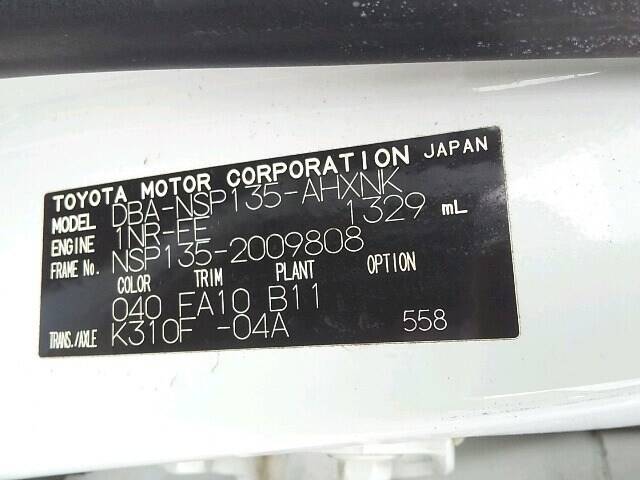 TOYOTA MOTOR CORPORATION JAPAN
MODEL DBA-NSP135-AHXNK
ENGINE 1NR-FE 1329 mL
FRAME No. NSP135-2009808
COLOR TRIM PLANT OPTION
040 FA10 B11
TRANS./AXLE K310F -04A 558